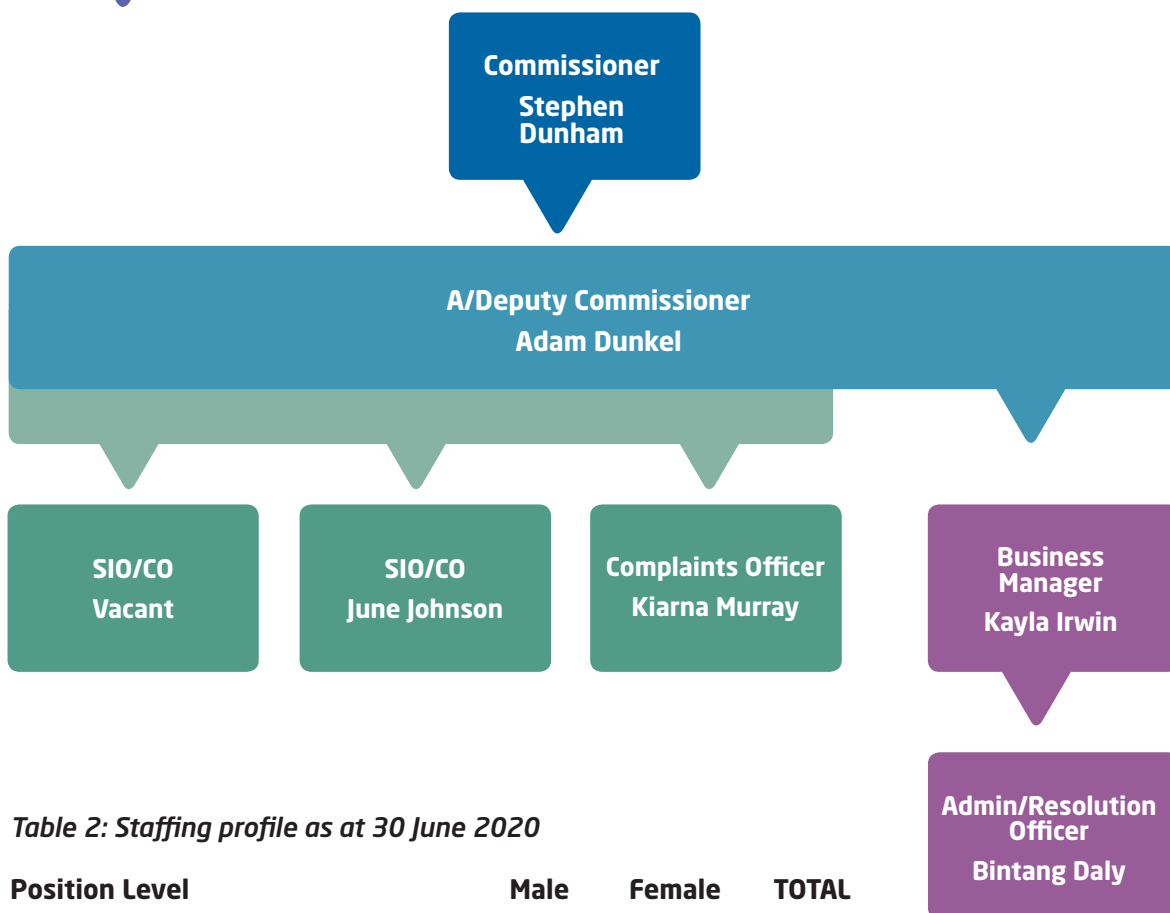 Commissioner
Stephen
Dunham
A/Deputy Commissioner
Adam Dunkel
SIO/CO
Vacant
SIO/CO
June Johnson
Complaints Officer
Kiarna Murray
Business
Manager
Kayla Irwin
Admin/Resolution
Officer
Bintang Daly
Table 2: Staffing profile as at 30 June 2020
Position Level Male Female TOTAL